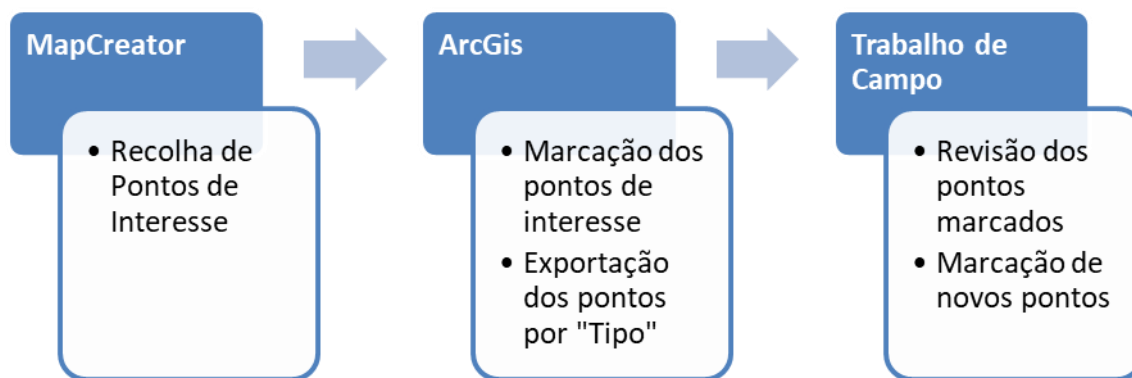 MapCreator
• Recolha de
Pontos de
Interesse
ArcGis
• Marcação dos
pontos de
interesse
• Exportação
dos pontos
por "Tipo"
Trabalho de
Campo
• Revisão dos
pontos
marcados
• Marcação de
novos pontos